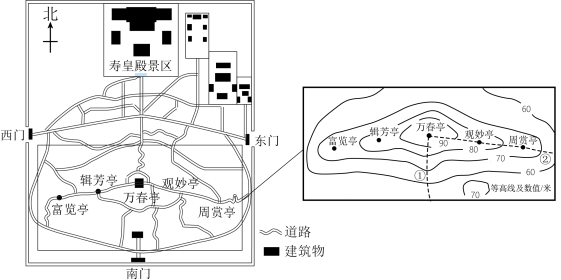 北
寿皇殿景区
西门
东门
辑芳亭
观妙亭
万春亭
富览亭
周赏亭
南门
道路
建筑物
60
万春亭
辑芳亭
观妙亭
周赏亭
富览亭
90
80
70
②
①
60
70
等高线及数值/米